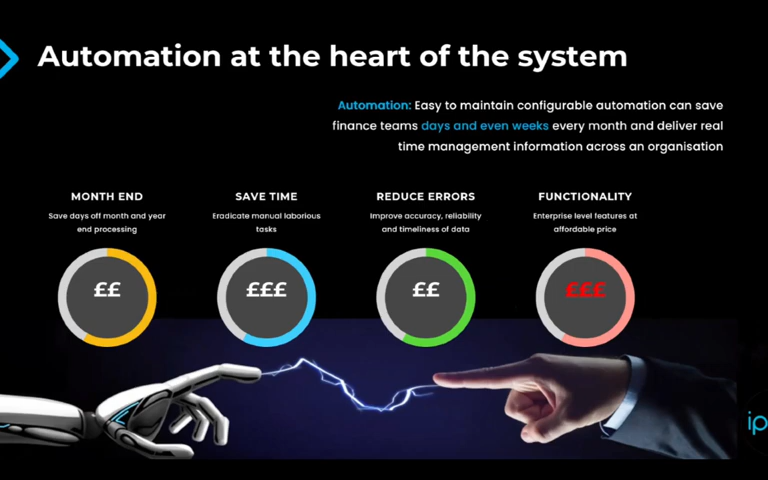 Automation at the heart of the system
Automation: Easy to maintain configurable automation can save
finance teams days and even weeks every month and deliver real
time management information across an organisation
MONTH END
Save days off month and year
end processing
££
SAVE TIME
Eradicate manual laborious
tasks
£££
REDUCE ERRORS
Improve accuracy, reliability
and timeliness of data
££
FUNCTIONALITY
Enterprise level features at
affordable price
£££
ip